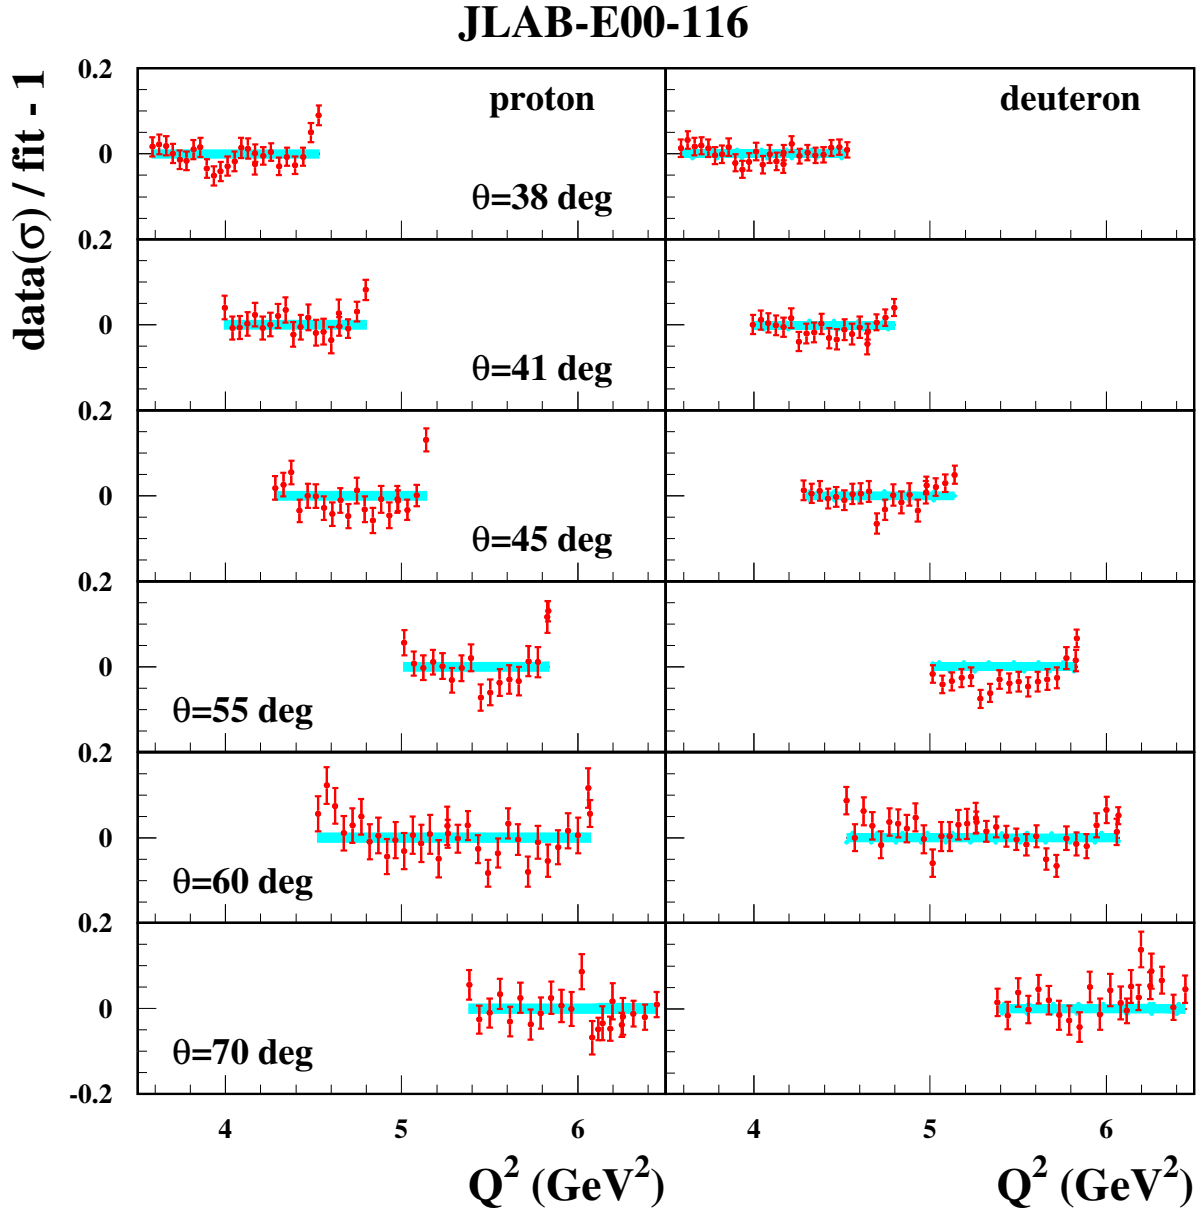 JLAB-E00-116
data(σ) / fit - 1
proton
deuteron
0.2
0
θ=38 deg
0.2
0
θ=41 deg
0.2
0
θ=45 deg
0.2
0
θ=55 deg
0.2
0
θ=60 deg
0.2
0
θ=70 deg
-0.2
4 5 6 4 5 6
Q² (GeV²) Q² (GeV²)